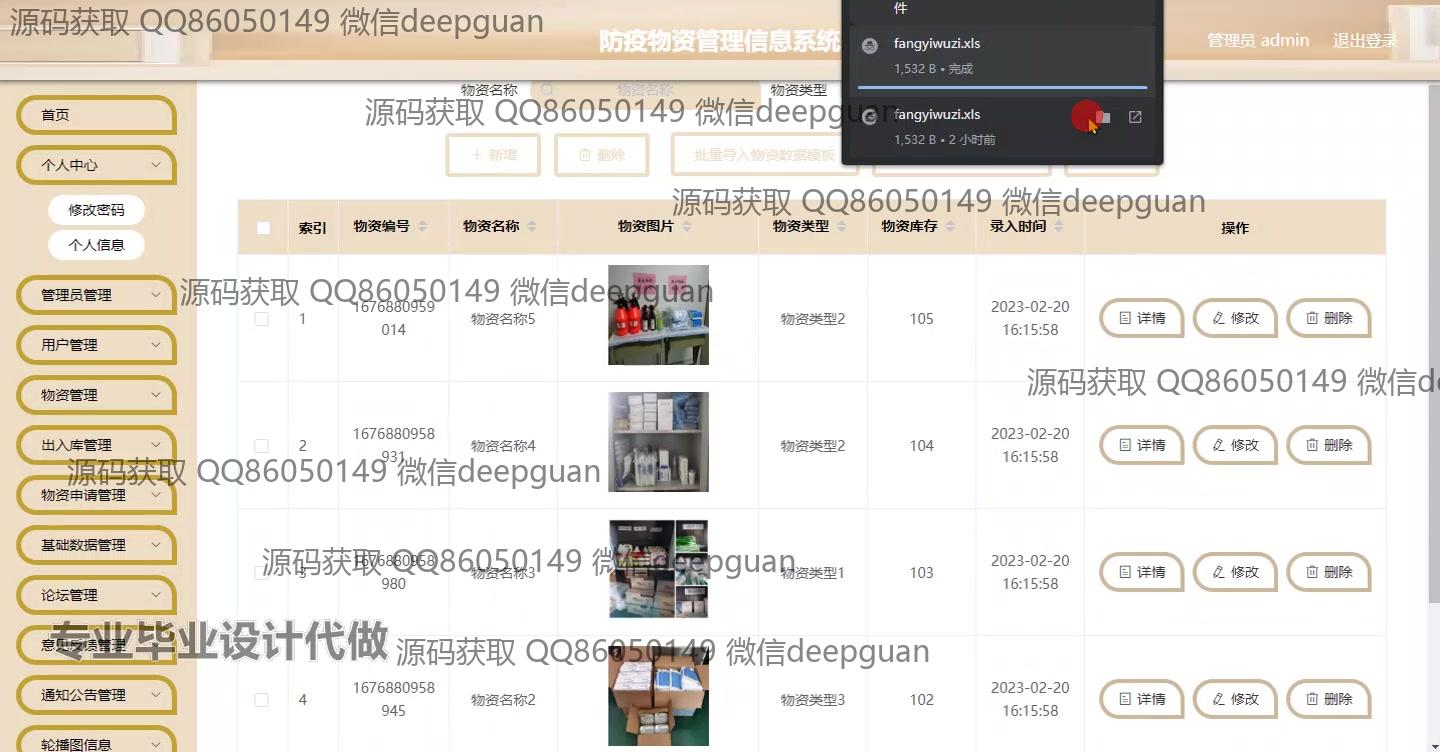 源码获取 QQ86050149 微信deepguan
防疫物资管理信息系统
件
fangyiwuzi.xls
1,532 B • 完成
fangyiwuzi.xls
1,532 B • 2 小时前
管理员 admin
退出登录
首页
个人中心
修改密码
个人信息
管理员管理
用户管理
物资管理
出入库管理
物资申请管理
基础数据管理
论坛管理
意见反馈管理
通知公告管理
轮播图信息
物资名称
物资名称
物资类型
源码获取 QQ86050149 微信deepguan
新增
删除
批量导入物资数据模板
源码获取 QQ86050149 微信deepguan
索引 物资编号 物资名称 物资图片 物资类型 物资库存 录入时间 操作
源码获取 QQ86050149 微信deepguan
1 1676880959014 物资名称5 物资类型2 105 2023-02-20 16:15:58 详情 修改 删除
源码获取 QQ86050149 微信de
2 1676880958931 物资名称4 物资类型2 104 2023-02-20 16:15:58 详情 修改 删除
源码获取 QQ86050149 微信deepguan
源码获取 QQ86050149 微信deepguan
3 1676880958980 物资名称3 物资类型1 103 2023-02-20 16:15:58 详情 修改 删除
专业毕业设计代做
源码获取 QQ86050149 微信deepguan
4 1676880958945 物资名称2 物资类型3 102 2023-02-20 16:15:58 详情 修改 删除